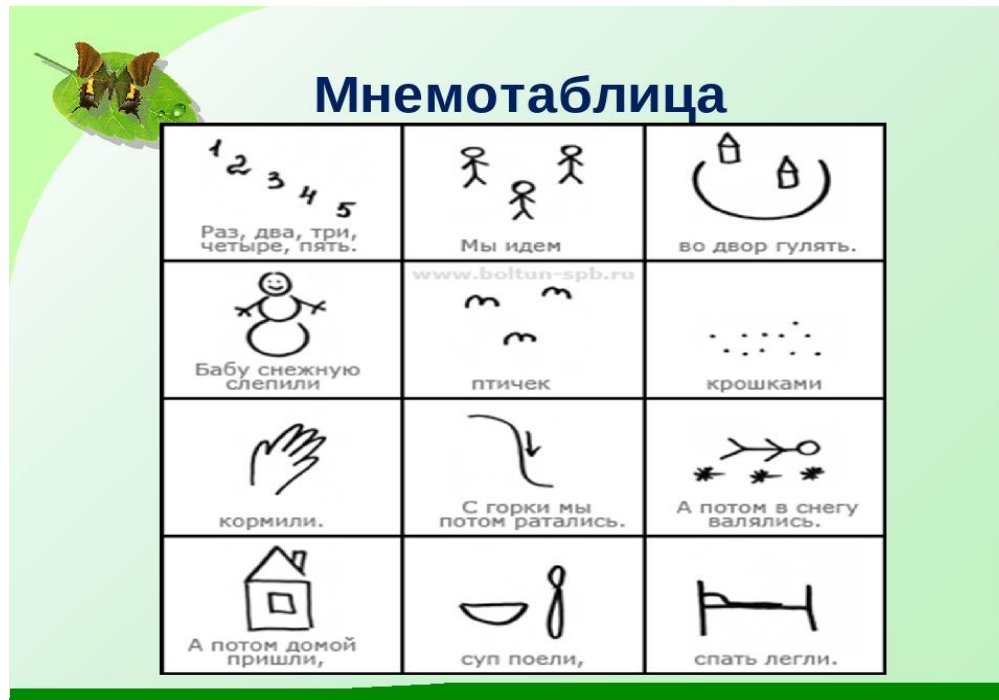 Мнемотаблица
1 2 3 4 5
Раз, два, три,
четыре, пять.
Мы идем
во двор гулять.
www.boltun-spb.ru
Бабу снежную
слепили
птичек
крошками
кормили.
С горки мы
потом ратались.
А потом в снегу
валялись.
А потом домой
пришли,
суп поели,
спать легли.